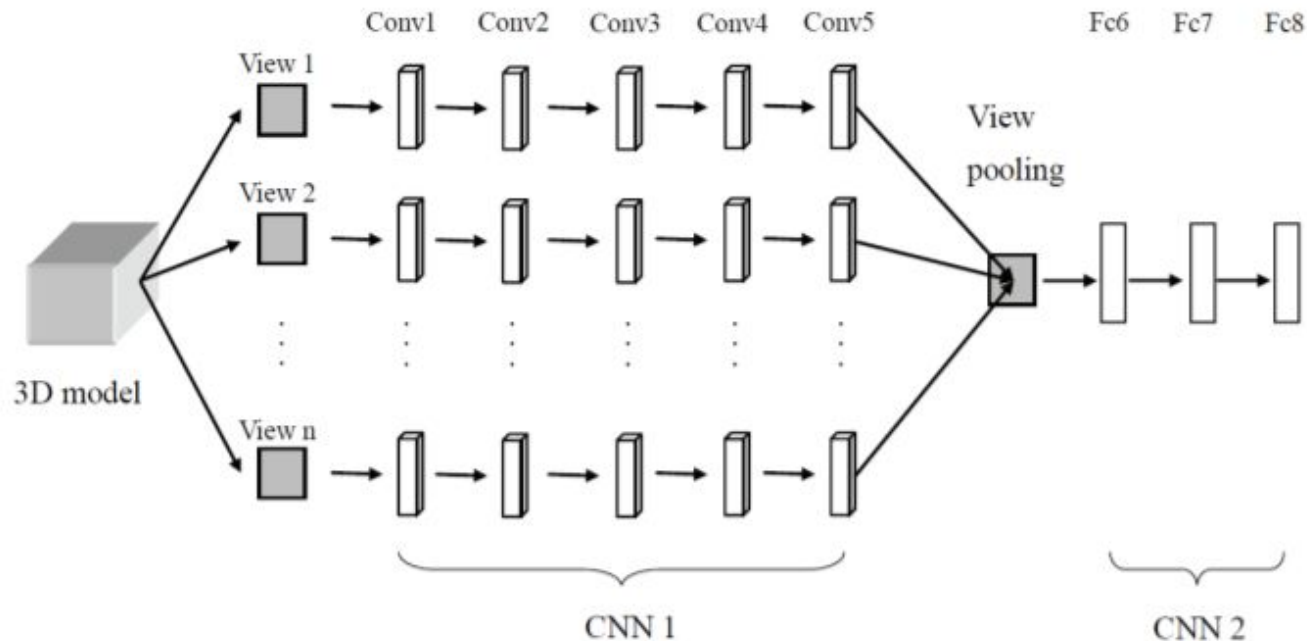 Conv1 Conv2 Conv3 Conv4 Conv5 Fc6 Fc7 Fc8
View 1
View
pooling
View 2
3D model
View n
CNN 1 CNN 2